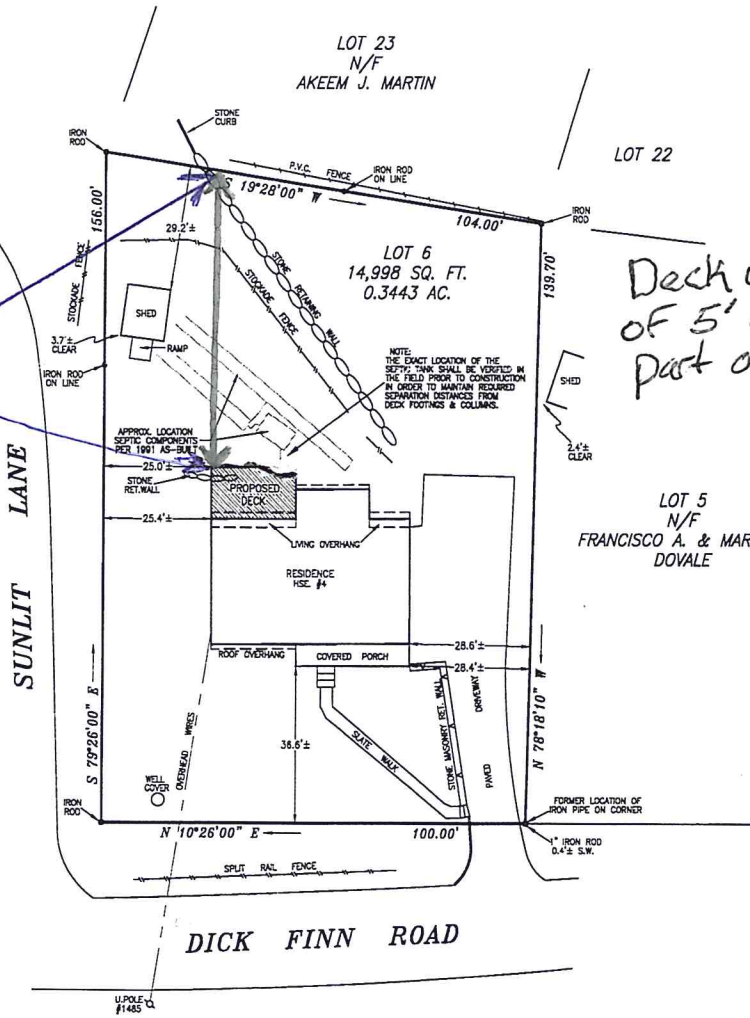 LOT 23
N/F
AKEEM J. MARTIN
STONE
CURB
IRON
ROD
P.V.C. FENCE
IRON ROD
ON LINE
LOT 22
S 19°28'00" W
104.00'
IRON
ROD
156.00'
29.2'±
STOCKADE FENCE
STONE RETAINING WALL
STOCKADE FENCE
LOT 6
14,998 SQ. FT.
0.3443 AC.
139.70'
Deck
of 5'
part
SHED
3.7'±
CLEAR
RAMP
IRON ROD
ON LINE
NOTE:
THE EXACT LOCATION OF THE
SEPTIC TANK SHALL BE VERIFIED IN
THE FIELD PRIOR TO CONSTRUCTION
IN ORDER TO MAINTAIN REQUIRED
SEPARATION DISTANCES FROM
DECK FOOTINGS & COLUMNS.
SHED
2.4'±
CLEAR
APPROX. LOCATION
SEPTIC COMPONENTS
PER 1991 AS-BUILT
25.0'±
STONE
RET.WALL
PROPOSED
DECK
25.4'±
LIVING OVERHANG
LOT 5
N/F
FRANCISCO A. & MAR
DOVALE
RESIDENCE
HSE. #4
SUNLIT LANE
28.6'±
ROOF OVERHANG
COVERED PORCH
28.4'±
S 79°26'00" E
OVERHEAD WIRES
36.6'±
SLATE WALK
STONE MASONRY RET. WALL
DRIVEWAY
PAVED
N 78°18'10" W
WELL
COVER
IRON
ROD
FORMER LOCATION OF
IRON PIPE ON CORNER
N 10°26'00" E
100.00'
1" IRON ROD
0.4'± S.W.
SPLIT RAIL FENCE
DICK FINN ROAD
U.POLE
#1485